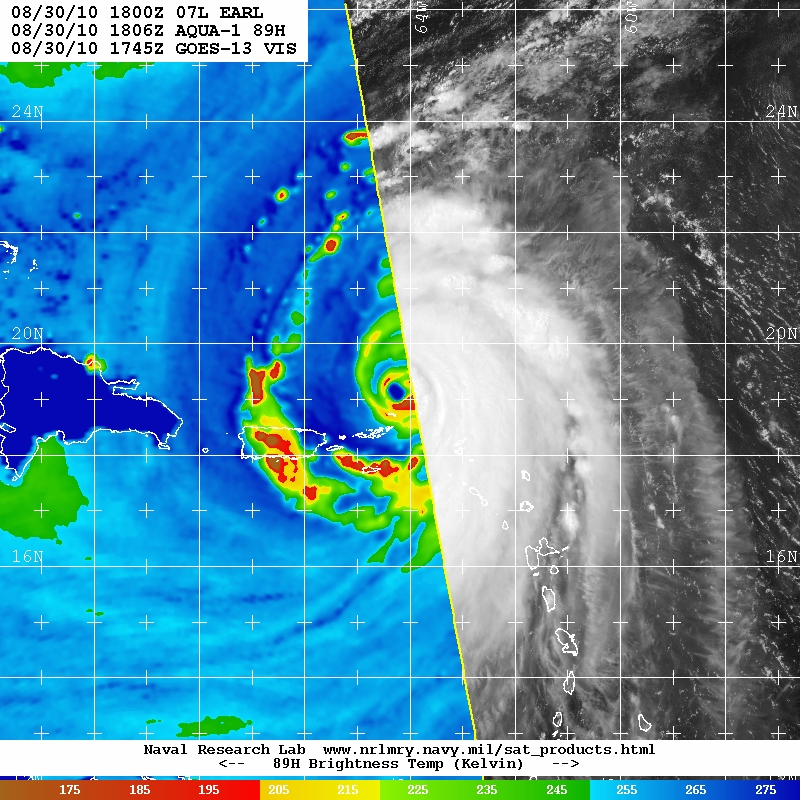 08/30/10 1800Z 07L EARL
08/30/10 1806Z AQUA-1 89H
08/30/10 1745Z GOES-13 VIS
64W 60W
24N 24N
20N 20N
16N 16N
Naval Research Lab www.nrlmry.navy.mil/sat_products.html
<-- 89H Brightness Temp (Kelvin) -->
175 185 195 205 215 225 235 245 255 265 275